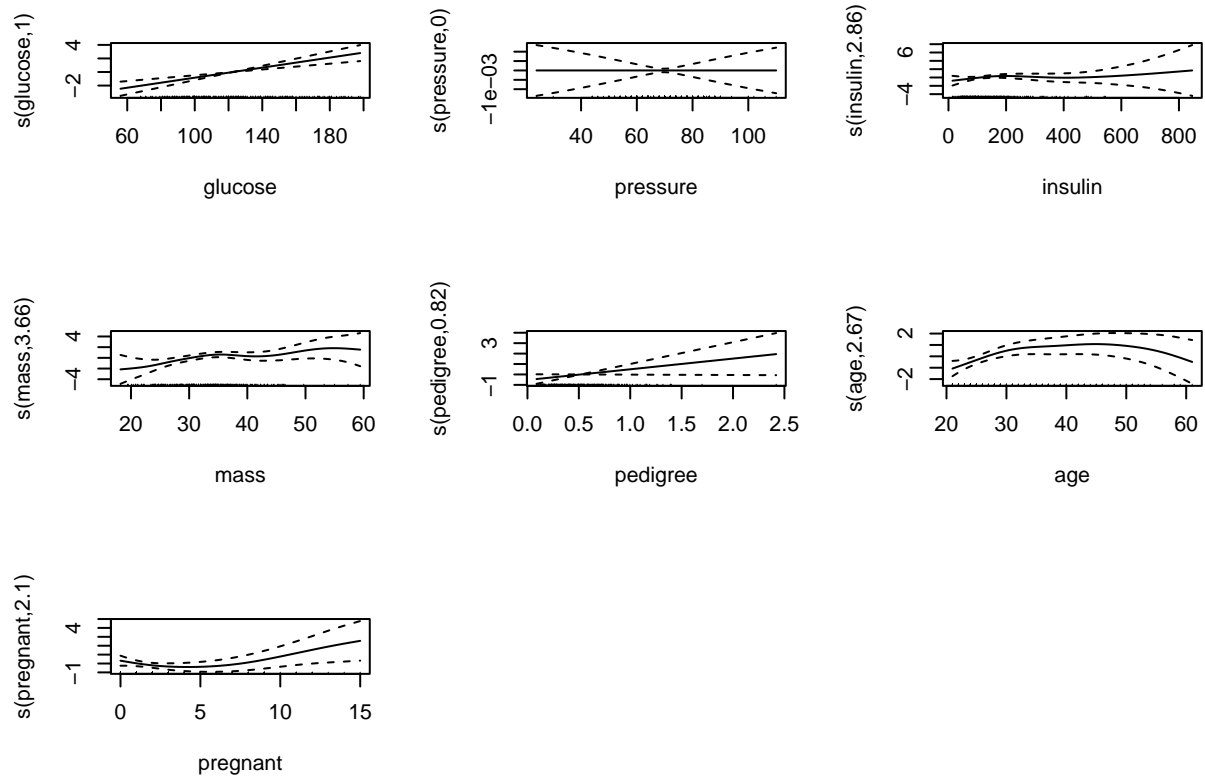 s(glucose,1)
4
−2
60 100 140 180
glucose
s(pressure,0)
−1e−03
40 60 80 100
pressure
s(insulin,2.86)
6
−4
0 200 400 600 800
insulin
s(mass,3.66)
4
−4
20 30 40 50 60
mass
s(pedigree,0.82)
3
−1
0.0 0.5 1.0 1.5 2.0 2.5
pedigree
s(age,2.67)
2
−2
20 30 40 50 60
age
s(pregnant,2.1)
4
−1
0 5 10 15
pregnant